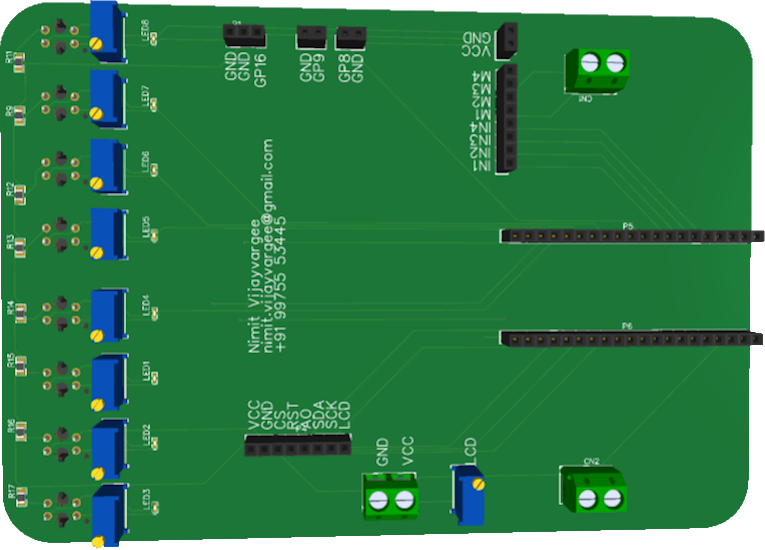 LED8
R11
GND
GND
GP16
GND
GP9
GP8
GND
GND
VCC
M4
M3
M2
M1
IN4
IN3
IN2
IN1
CN1
LED7
R9
LED6
R12
LED5
R13
P5
Nimit Vijayvargee
nimit.vijayvargee@gmail.com
+91 99755 53445
LED4
R14
P6
LED1
R15
LED2
R16
VCC
GND
CS
RST
AO
SDA
SCK
LCD
GND
VCC
LCD
CN2
LED3
R17